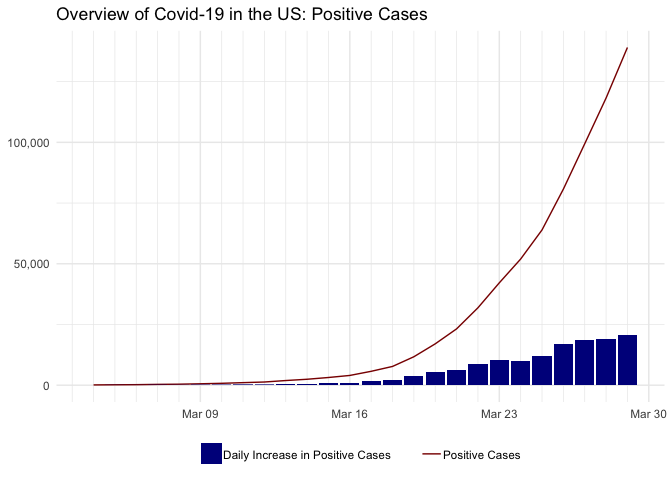 Overview of Covid-19 in the US: Positive Cases
100,000
50,000
0
Mar 09 Mar 16 Mar 23 Mar 30
Daily Increase in Positive Cases Positive Cases